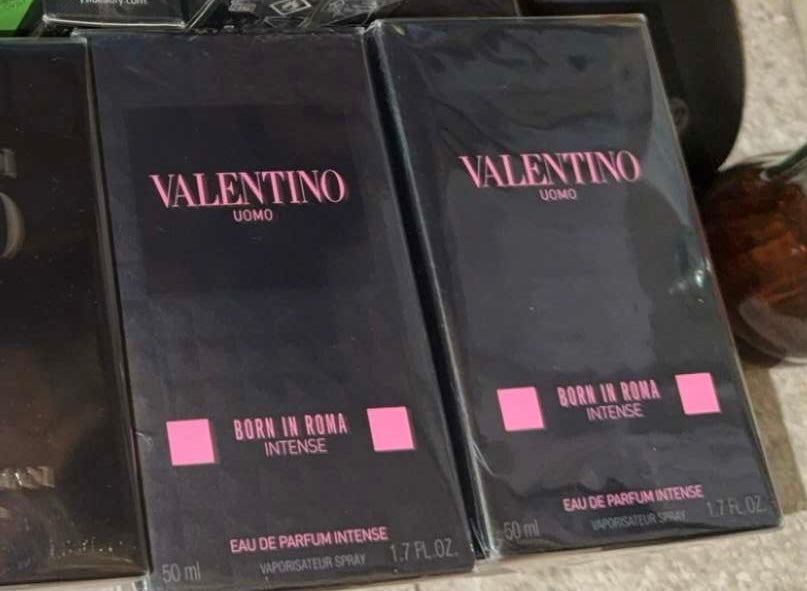 VALENTINO
UOMO
BORN IN ROMA
INTENSE
EAU DE PARFUM INTENSE
50 ml VAPORISATEUR SPRAY 1.7 FL.OZ.
VALENTINO
UOMO
BORN IN ROMA
INTENSE
EAU DE PARFUM INTENSE
50 ml VAPORISATEUR SPRAY 1.7 FL.OZ.